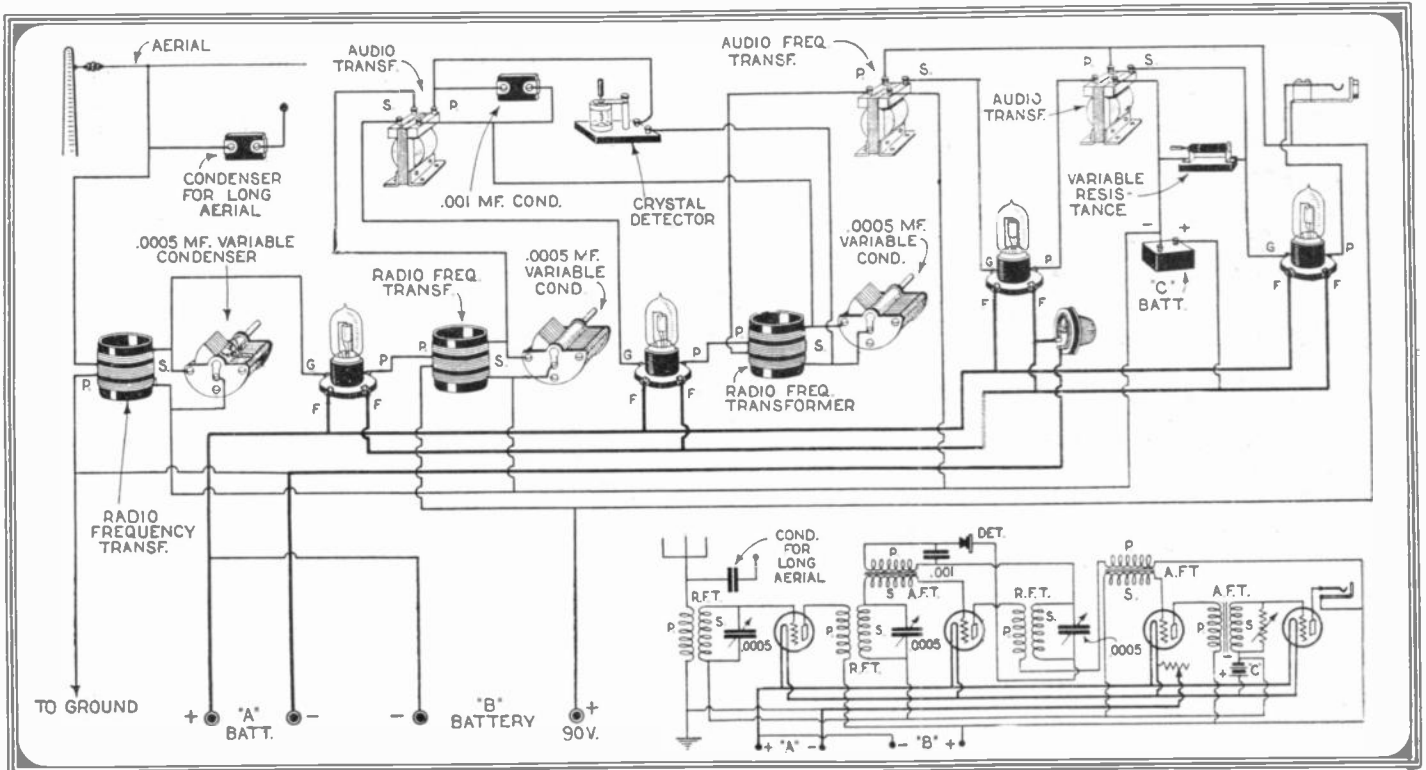 AERIAL
CONDENSER
FOR LONG
AERIAL
AUDIO
TRANSF.
S.
P.
.001 MF. COND.
CRYSTAL
DETECTOR
AUDIO FREQ.
TRANSF.
P.
S.
AUDIO
TRANSF.
P.
S.
VARIABLE
RESIS-
TANCE
- +
"C"
BATT.
.0005 MF. VARIABLE
CONDENSER
P.
S.
RADIO
FREQUENCY
TRANSF.
G
P
F
F
RADIO FREQ.
TRANSF.
P.
S.
.0005 MF.
VARIABLE
COND.
G
P
F
F
P.
S.
RADIO FREQ.
TRANSFORMER
.0005 MF.
VARIABLE
COND.
G
P
F
F
G
P
F
F
TO GROUND
+ "A" -
BATT.
- "B" +
BATTERY
90V.
COND.
FOR
LONG
AERIAL
R.F.T.
P.
S.
.0005
P.
S.
R.F.T.
.0005
P.
S.
A.F.T.
.001
DET.
R.F.T.
P.
S.
.0005
P
S.
A.F.T
A.F.T.
P.
S
- +
"C"
+ "A" -
- "B" +